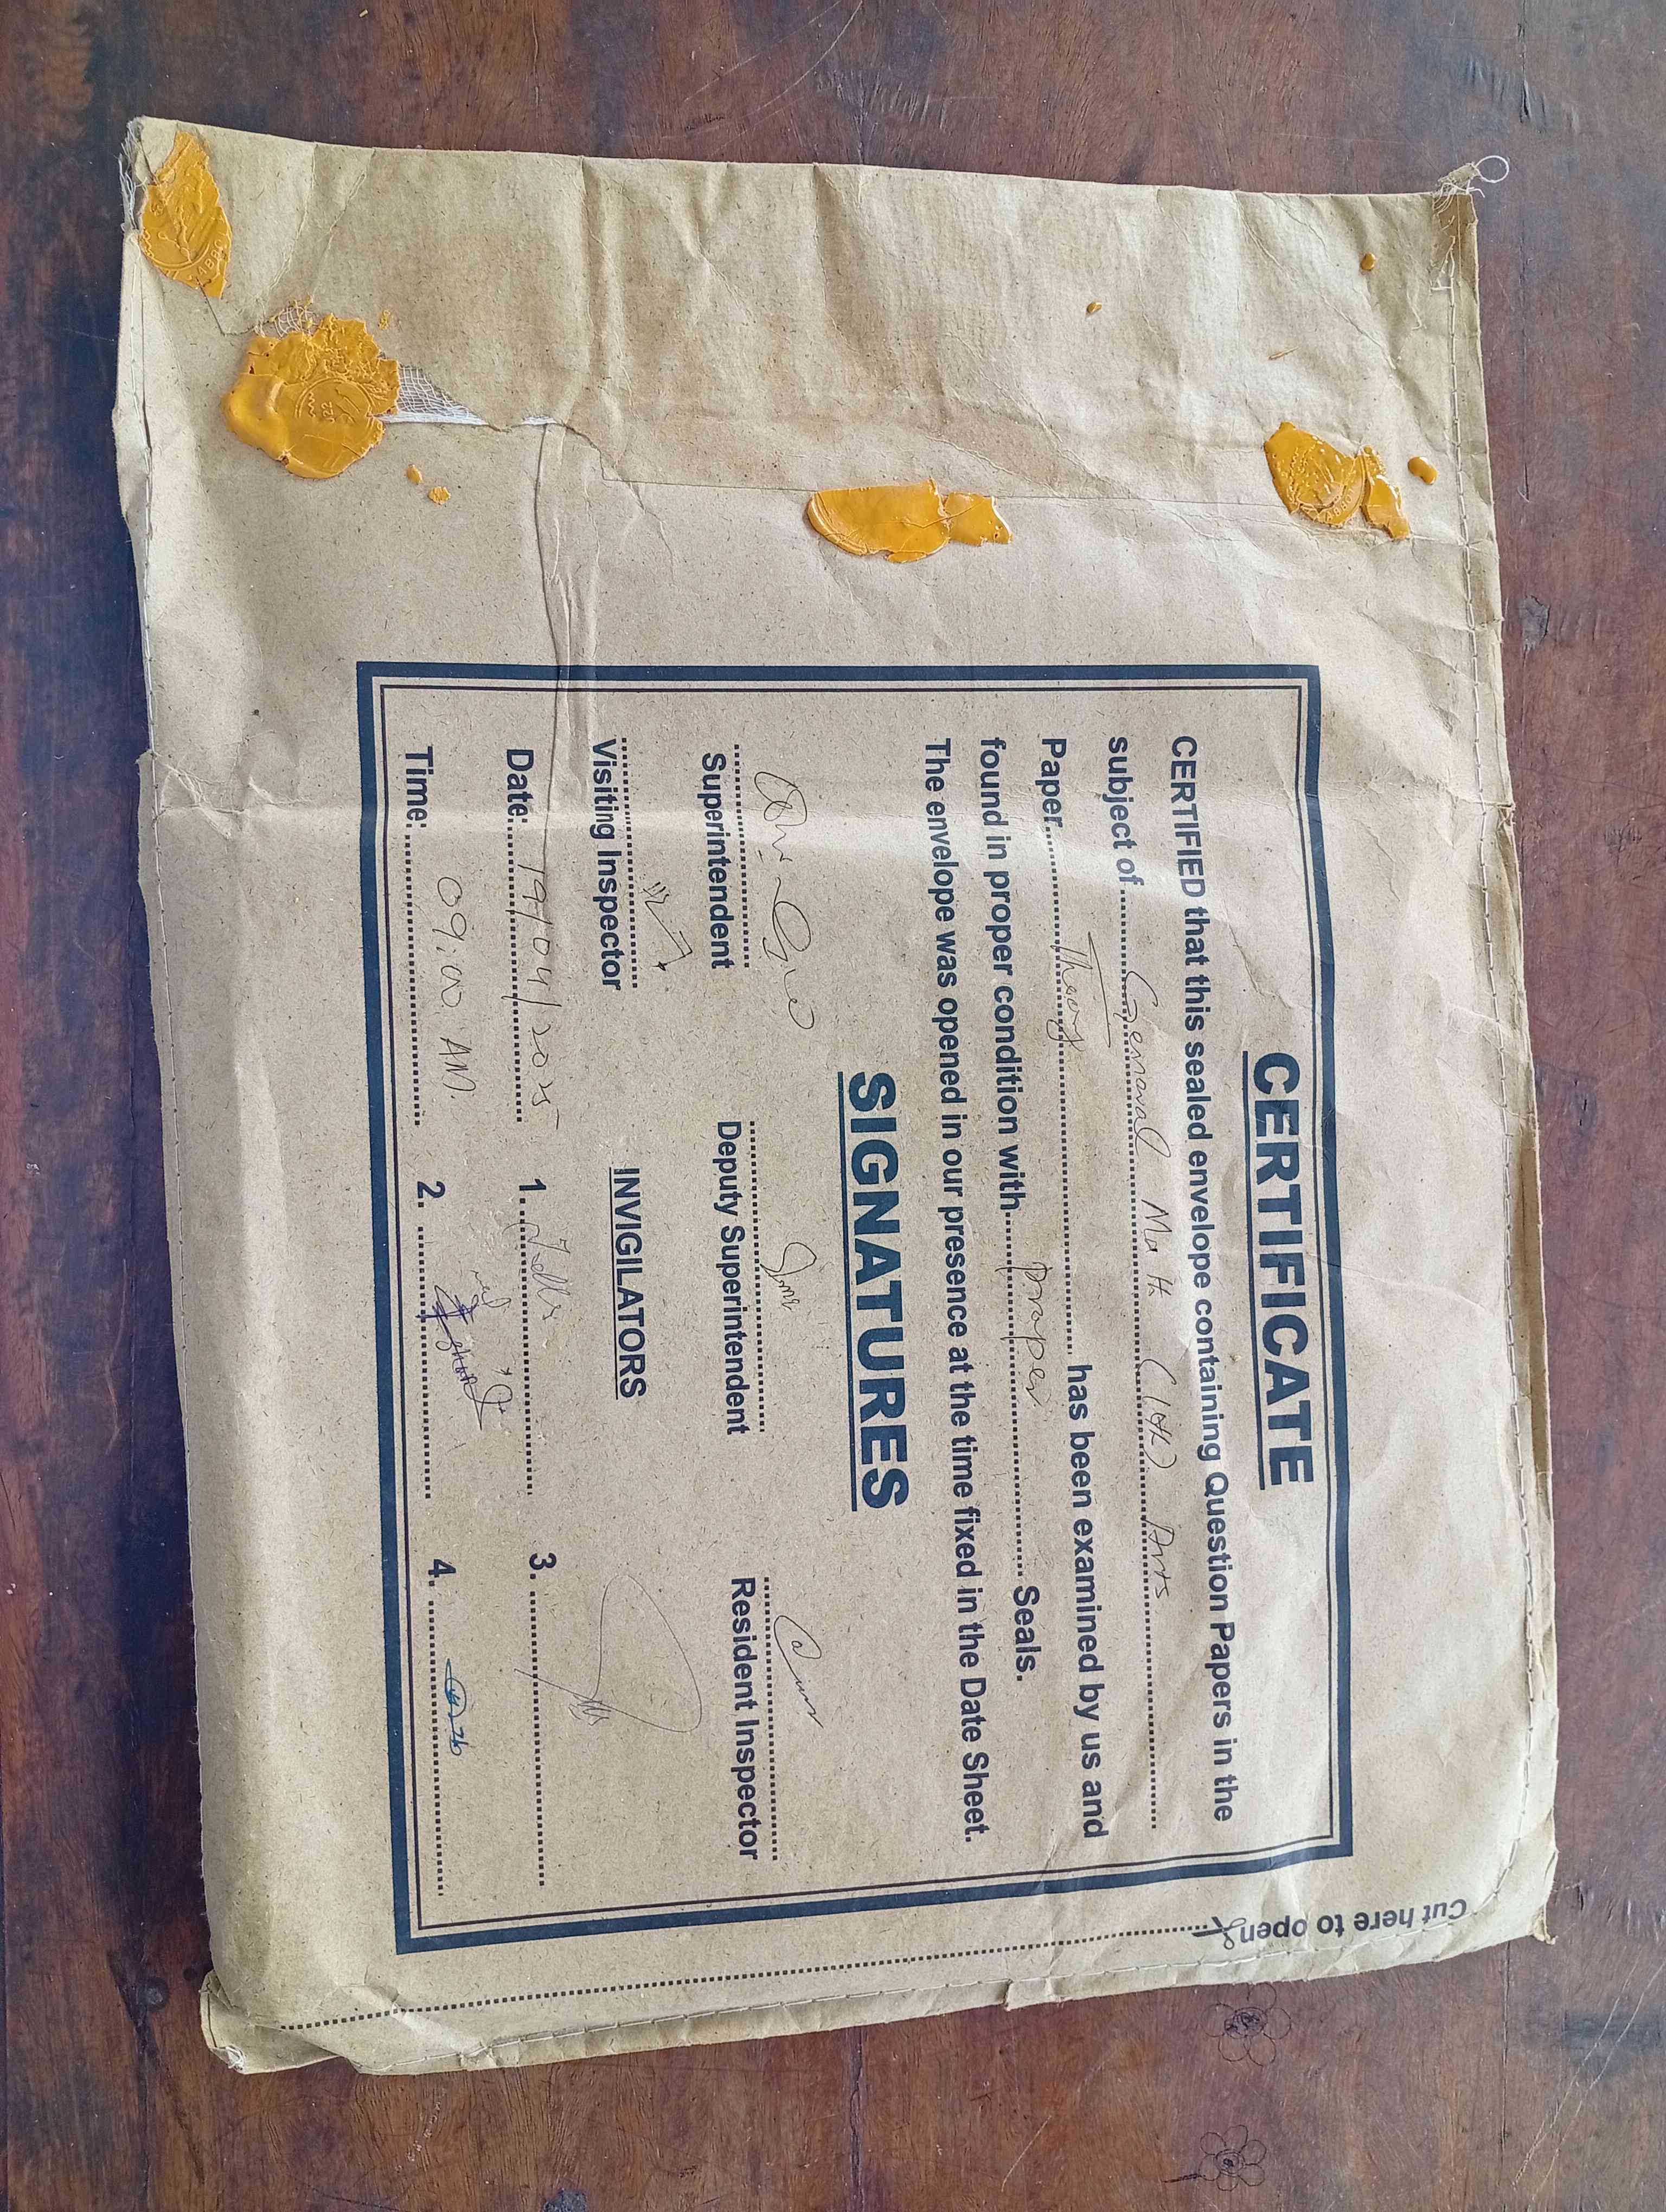 CERTIFICATE
CERTIFIED that this sealed envelope containing Question Papers in the
subject of General Math (10th) Arts
Paper Theory has been examined by us and
found in proper condition with proper Seals.
The envelope was opened in our presence at the time fixed in the Date Sheet.
SIGNATURES
Superintendent Deputy Superintendent Resident Inspector
Visiting Inspector
INVIGILATORS
Date: 19/04/2025 1. 3.
Time: 09:00 AM. 2. 4.
Cut here to open